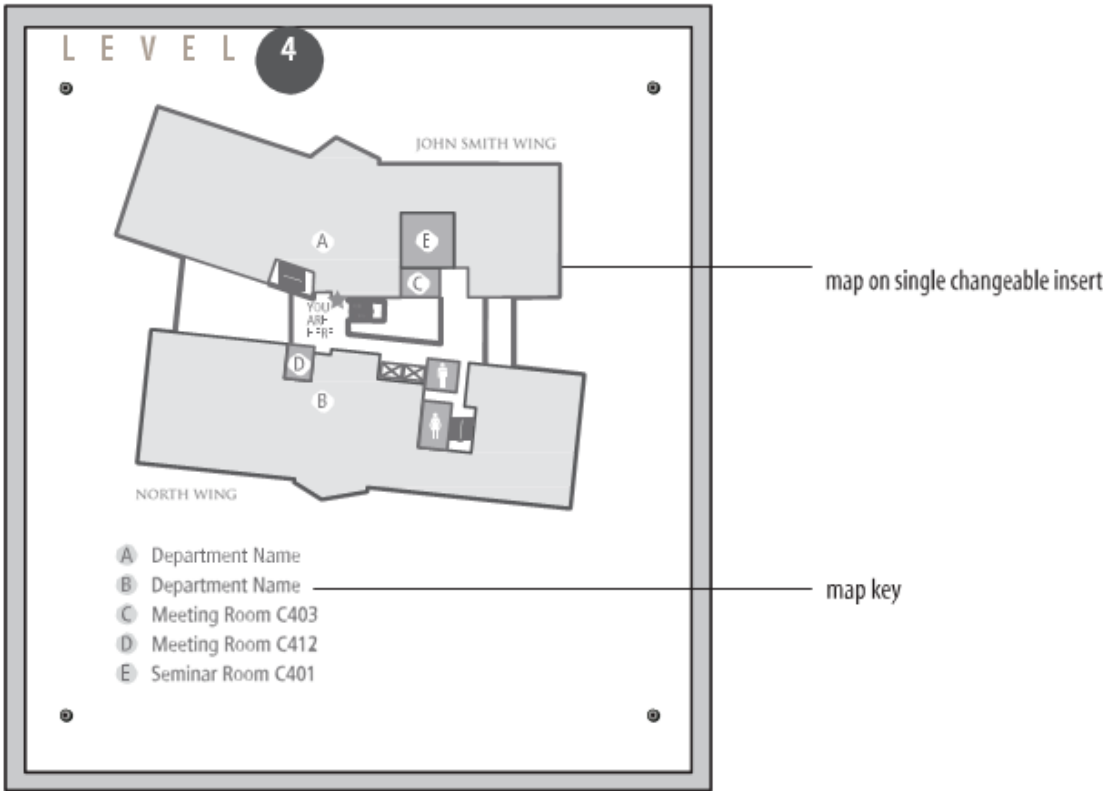 LEVEL 4
JOHN SMITH WING
A
E
C
YOU
ARE
HERE
map on single changeable insert
D
B
NORTH WING
A Department Name
B Department Name
map key
C Meeting Room C403
D Meeting Room C412
E Seminar Room C401